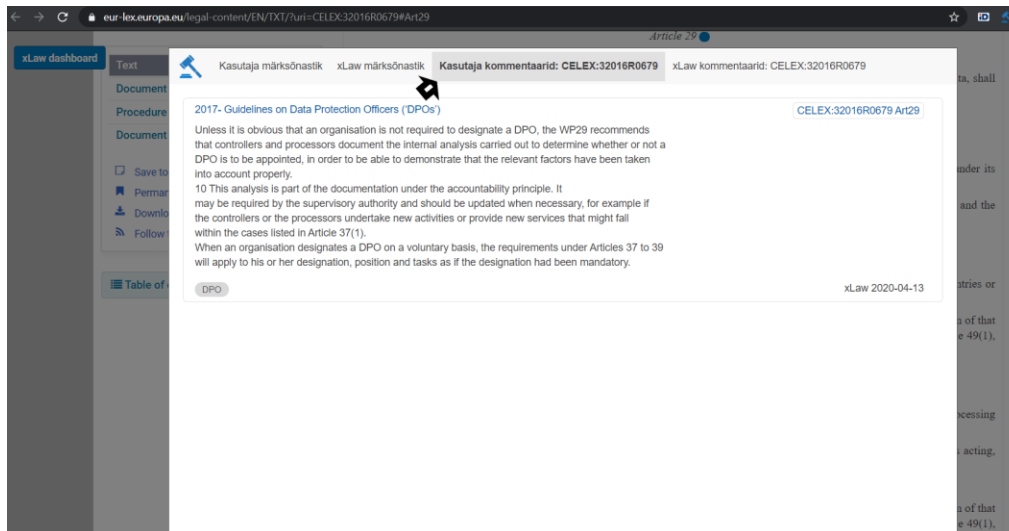 eur-lex.europa.eu/legal-content/EN/TXT/?uri=CELEX:32016R0679#Art29
Article 29
xLaw dashboard
Text
Kasutaja märksõnastik xLaw märksõnastik Kasutaja kommentaarid: CELEX:32016R0679 xLaw kommentaarid: CELEX:32016R0679
ta, shall
Document
Procedure
Document
Save to
Permar
Downlo
Follow
Table of
2017- Guidelines on Data Protection Officers ('DPOs')
CELEX:32016R0679 Art29
Unless it is obvious that an organisation is not required to designate a DPO, the WP29 recommends
that controllers and processors document the internal analysis carried out to determine whether or not a
DPO is to be appointed, in order to be able to demonstrate that the relevant factors have been taken
into account properly.
10 This analysis is part of the documentation under the accountability principle. It
may be required by the supervisory authority and should be updated when necessary, for example if
the controllers or the processors undertake new activities or provide new services that might fall
within the cases listed in Article 37(1).
When an organisation designates a DPO on a voluntary basis, the requirements under Articles 37 to 39
will apply to his or her designation, position and tasks as if the designation had been mandatory.
DPO
xLaw 2020-04-13
under its
and the
ntries or
n of that
e 49(1),
ocessing
acting,
n of that
e 49(1),